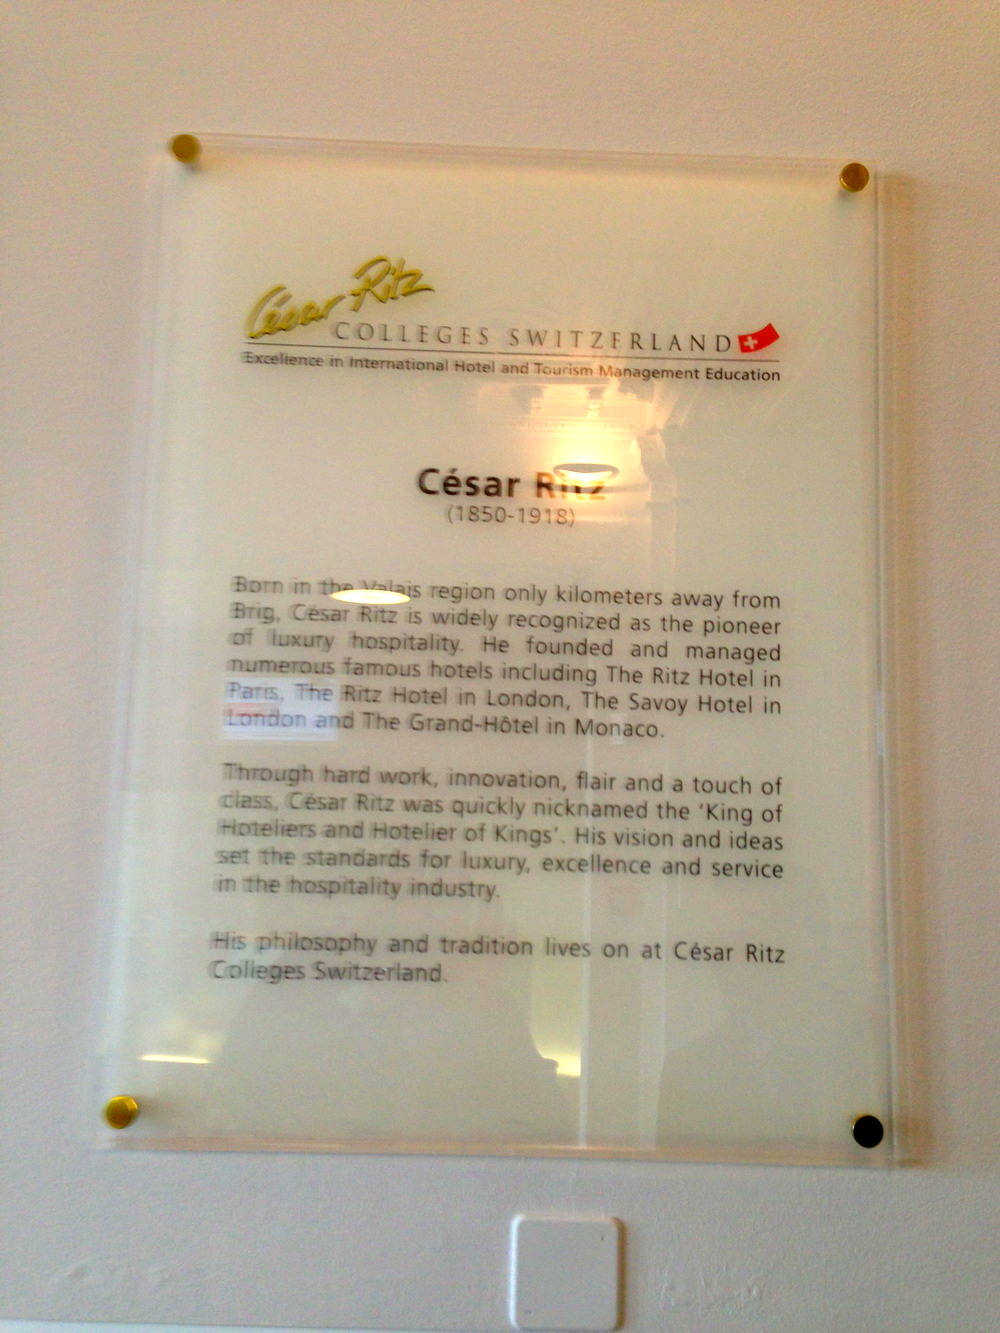 César Ritz
COLLEGES SWITZERLAND
Excellence in International Hotel and Tourism Management Education
César Ritz
(1850-1918)
Born in the Valais region only kilometers away from
Brig, César Ritz is widely recognized as the pioneer
of luxury hospitality. He founded and managed
numerous famous hotels including The Ritz Hotel in
Paris, The Ritz Hotel in London, The Savoy Hotel in
London and The Grand-Hôtel in Monaco.
Through hard work, innovation, flair and a touch of
class, César Ritz was quickly nicknamed the 'King of
Hoteliers and Hotelier of Kings'. His vision and ideas
set the standards for luxury, excellence and service
in the hospitality industry.
His philosophy and tradition lives on at César Ritz
Colleges Switzerland.